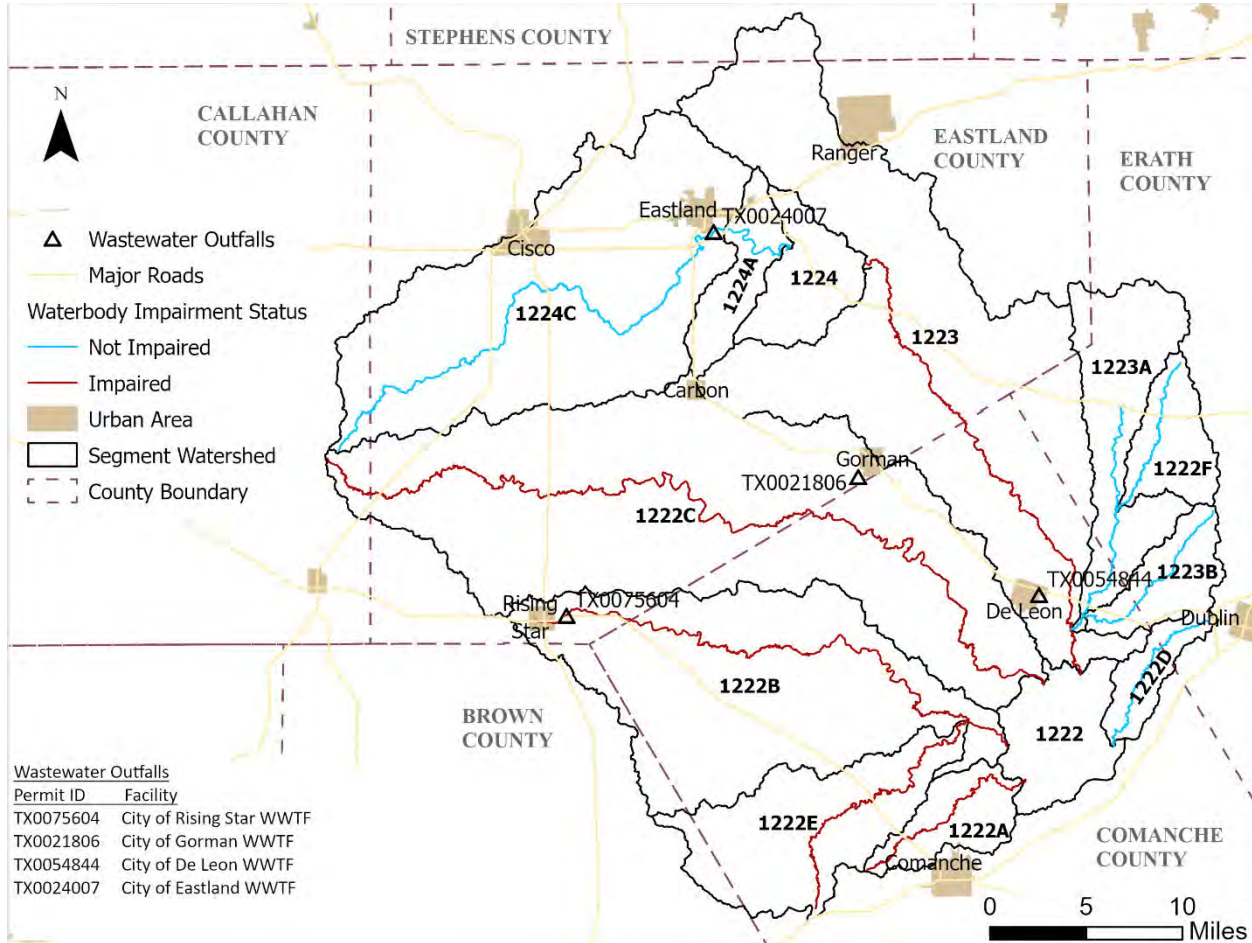 STEPHENS COUNTY
N
CALLAHAN
COUNTY
EASTLAND
COUNTY
ERATH
COUNTY
Ranger
Eastland
TX0024007
Cisco
Wastewater Outfalls
Major Roads
Waterbody Impairment Status
Not Impaired
Impaired
Urban Area
Segment Watershed
County Boundary
1224A
1224
1224C
1223
1223A
Carbon
Gorman
TX0021806
1222F
1222C
1223B
TX0054844
De Leon
Dublin
Rising
Star
TX0075604
1222D
1222B
1222
BROWN
COUNTY
1222E
1222A
Comanche
COMANCHE
COUNTY
Wastewater Outfalls
Permit ID Facility
TX0075604 City of Rising Star WWTF
TX0021806 City of Gorman WWTF
TX0054844 City of De Leon WWTF
TX0024007 City of Eastland WWTF
0 5 10
Miles